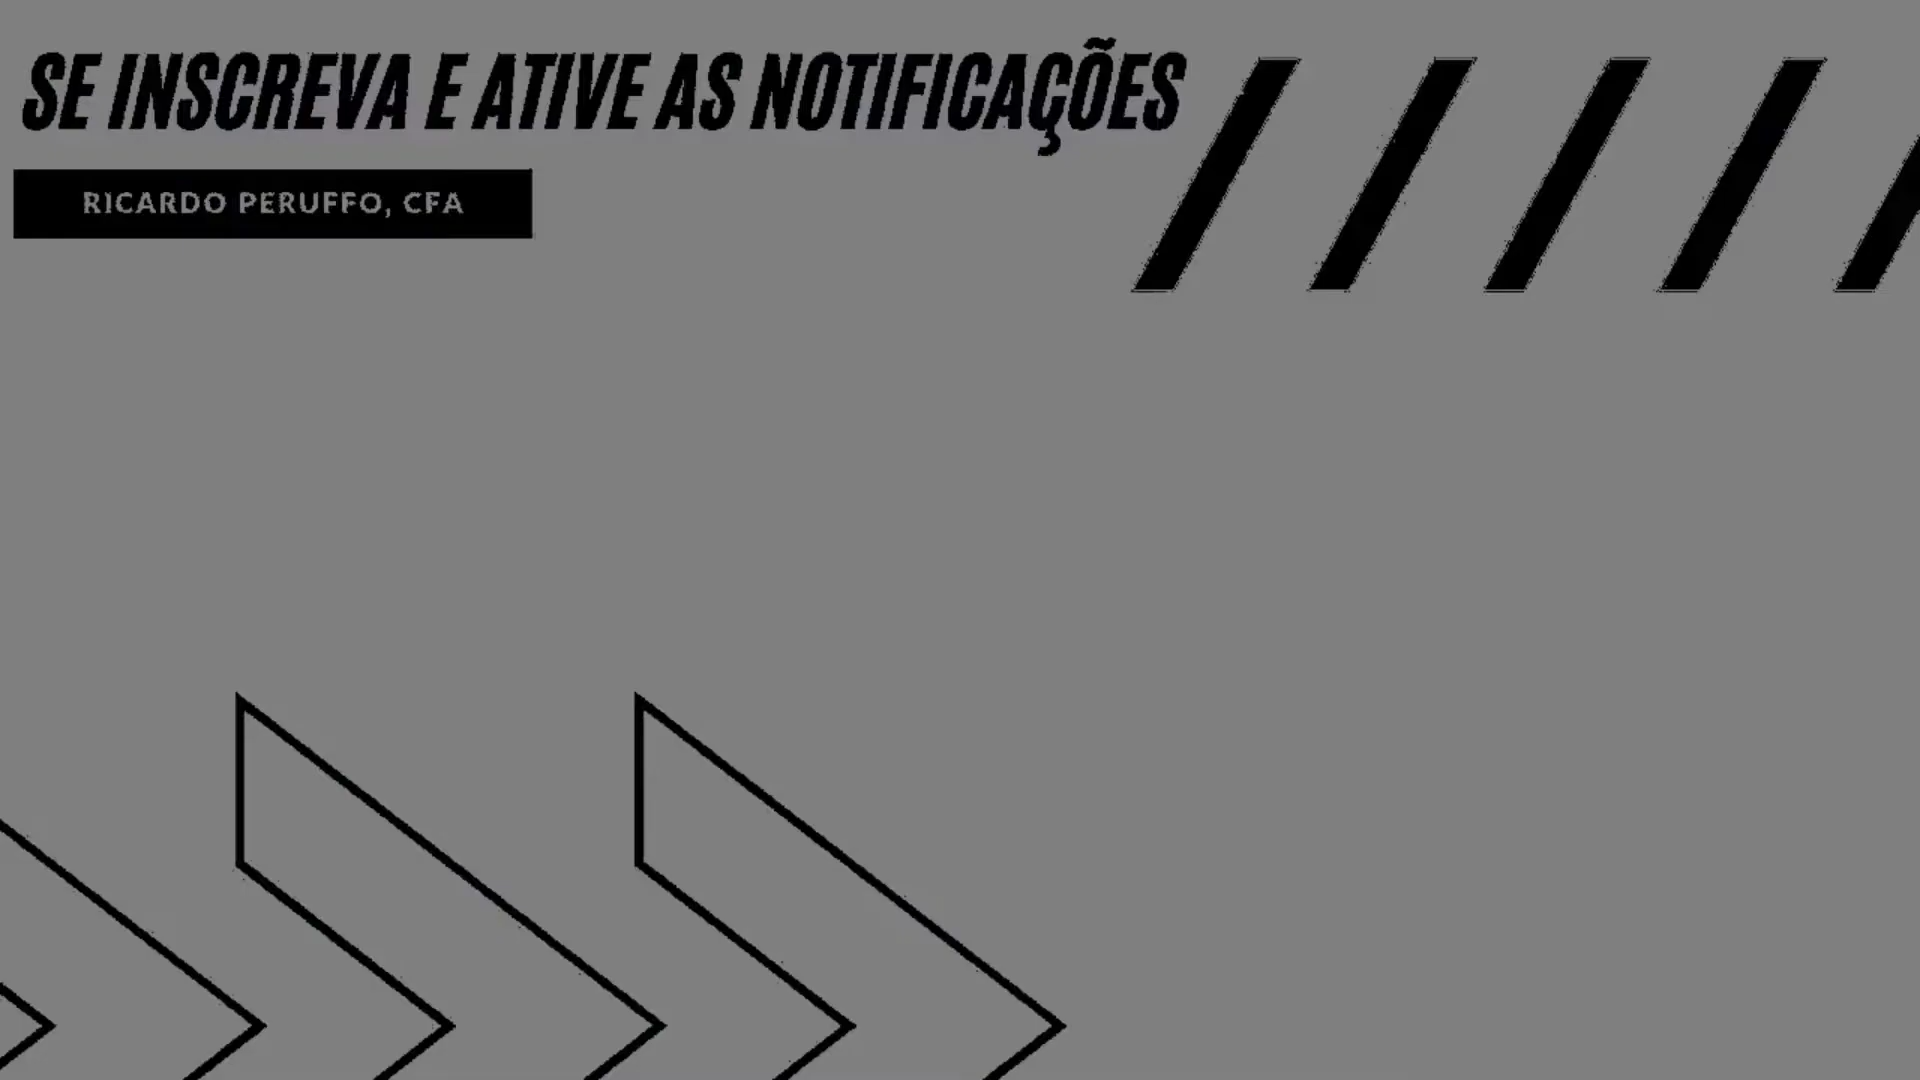 SE INSCREVA E ATIVE AS NOTIFICAÇÕES
RICARDO PERUFFO, CFA